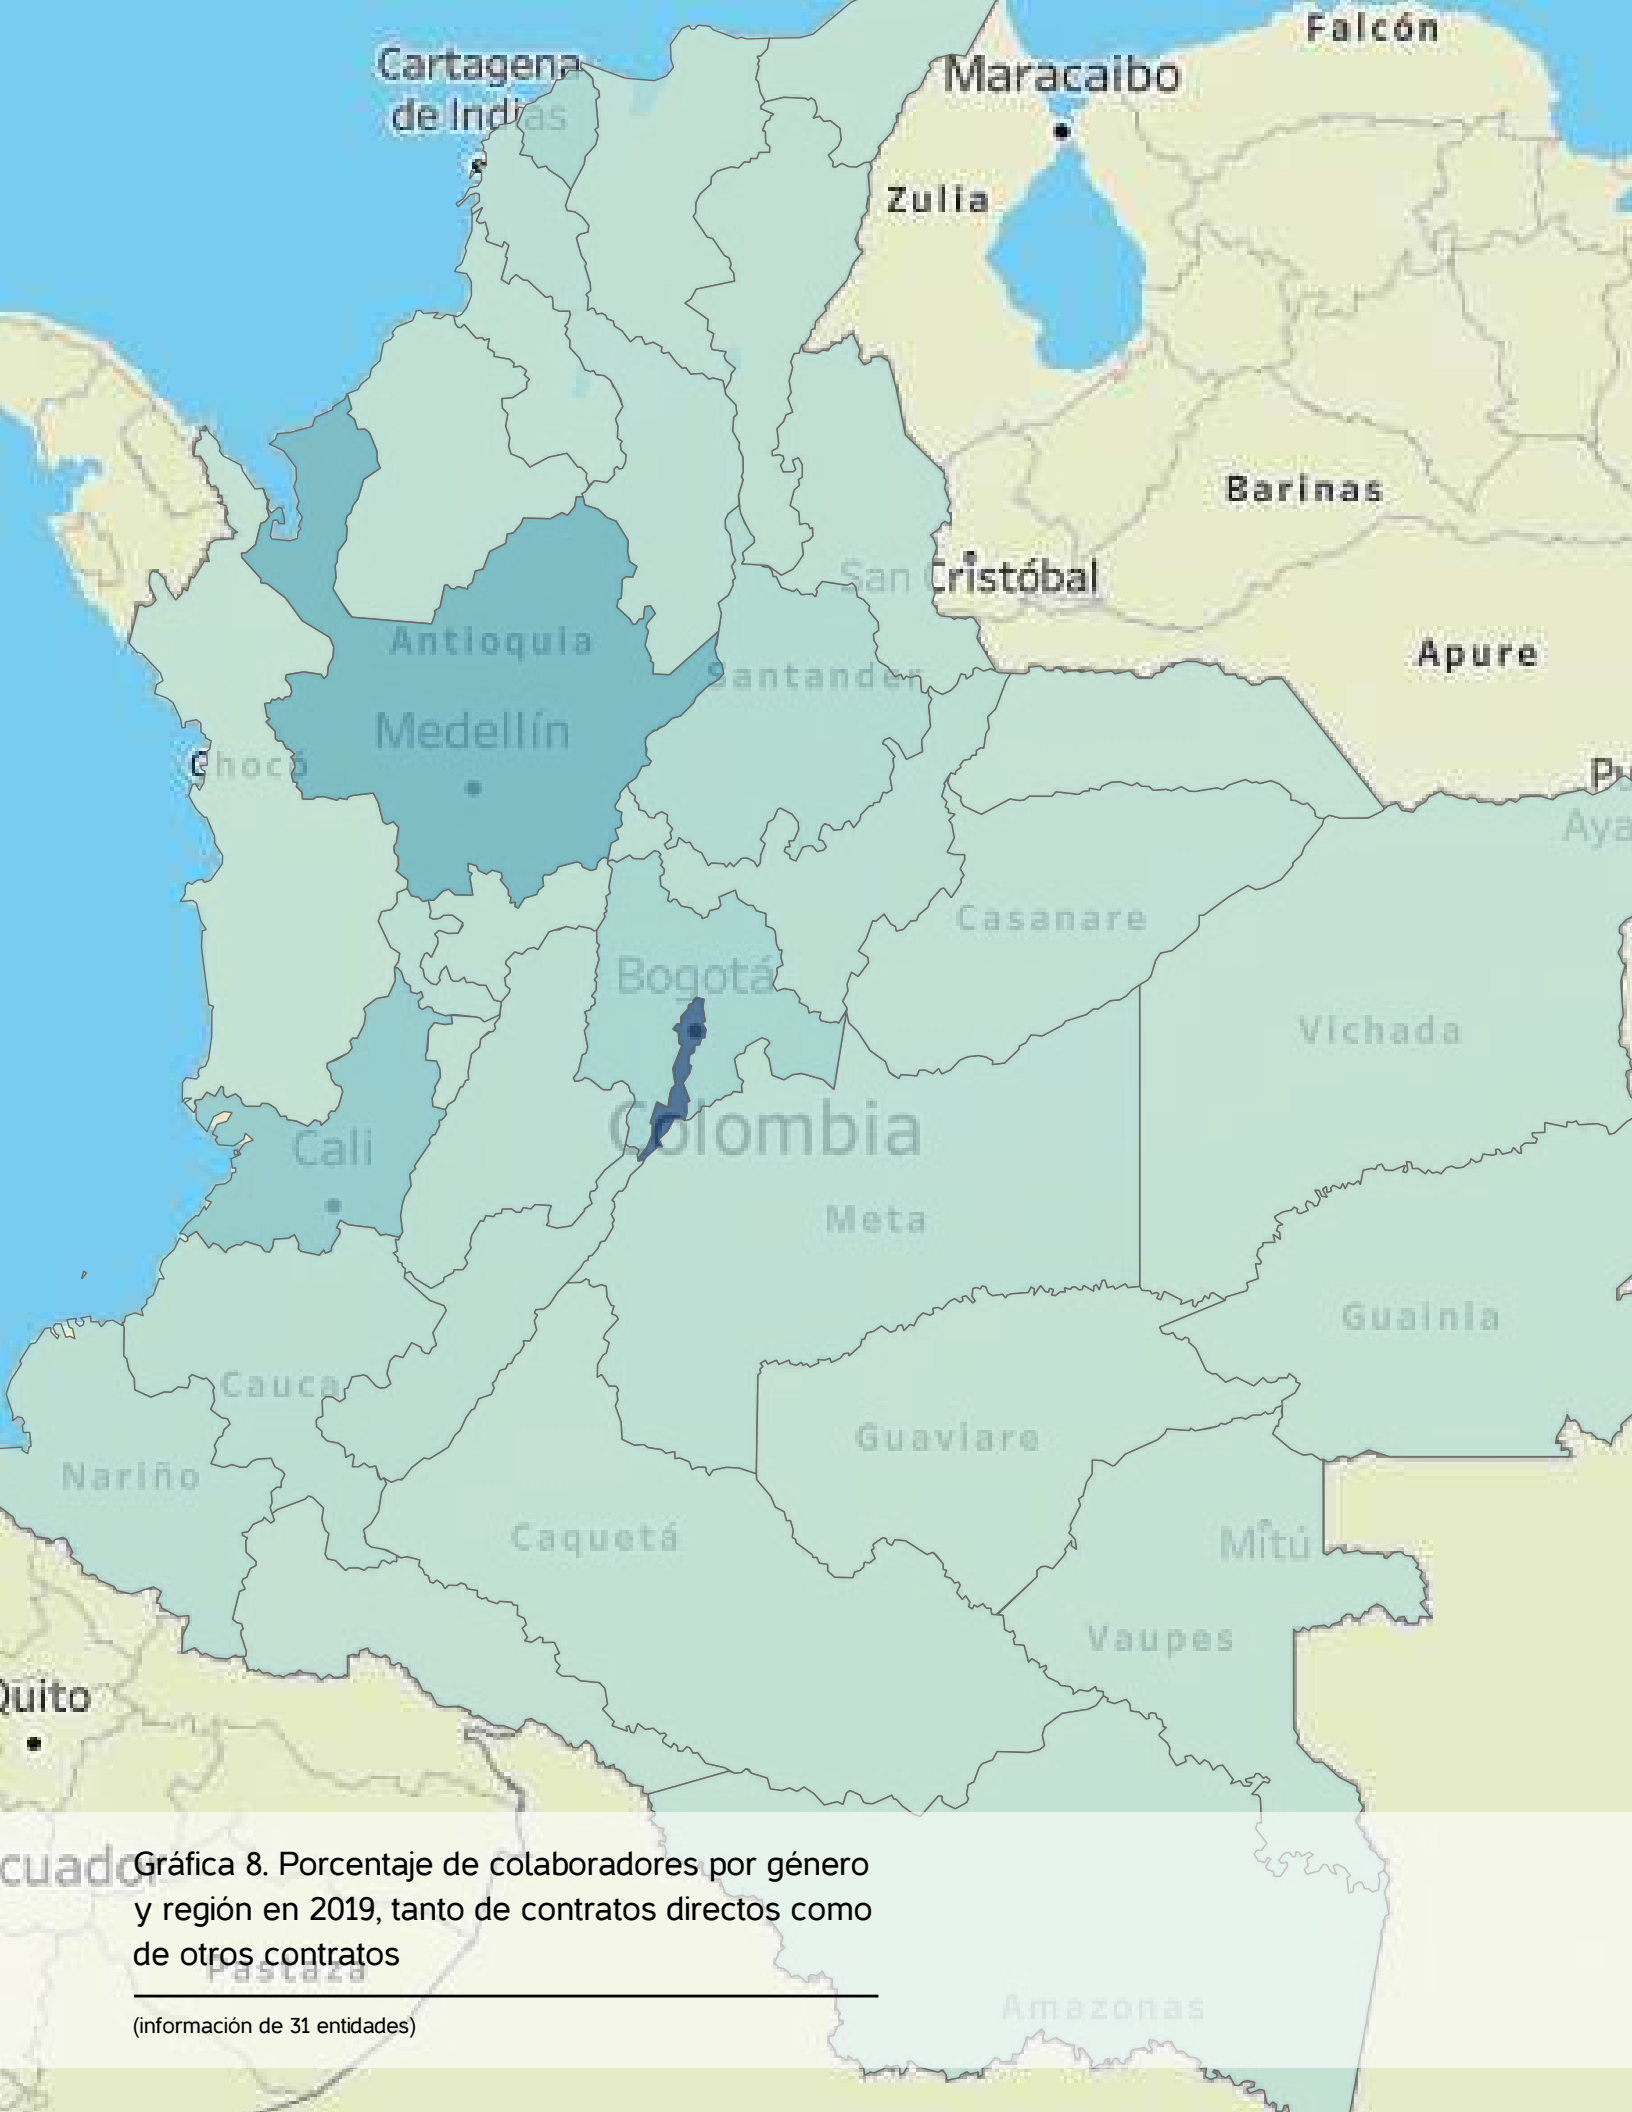 Falcón
Cartagena
de Indias
Maracaibo
Zulia
Barinas
San Cristóbal
Antioquia
Apure
Santander
Medellín
Chocó
Casanare
Bogotá
Vichada
Colombia
Cali
Meta
Guainía
Cauca
Guaviare
Nariño
Caquetá
Mitú
Vaupes
Quito
Gráfica 8. Porcentaje de colaboradores por género
y región en 2019, tanto de contratos directos como
de otros contratos
Pastaza
Amazonas
(información de 31 entidades)